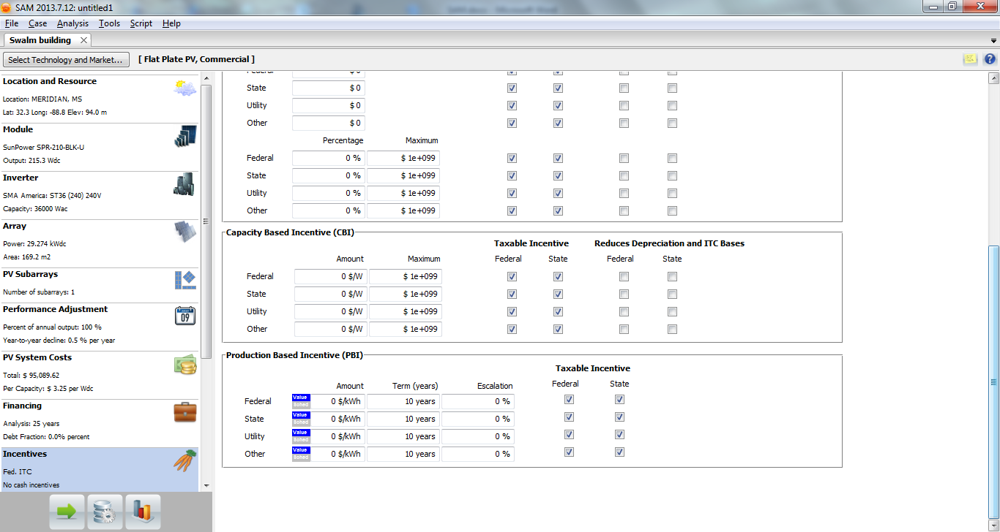 SAM 2013.7.12: untitled1
File Case Analysis Tools Script Help
Swalm building
Select Technology and Market... [ Flat Plate PV, Commercial ]
Location and Resource
Location: MERIDIAN, MS
Lat: 32.3 Long: -88.8 Elev: 94.0 m
Module
SunPower SPR-210-BLK-U
Output: 215.3 Wdc
Inverter
SMA America: ST36 (240) 240V
Capacity: 36000 Wac
Array
Power: 29.274 kWdc
Area: 169.2 m2
PV Subarrays
Number of subarrays: 1
Performance Adjustment
09
Percent of annual output: 100 %
Year-to-year decline: 0.5 % per year
PV System Costs
Total: $ 95,089.62
Per Capacity: $ 3.25 per Wdc
Financing
Analysis: 25 years
Debt Fraction: 0.0% percent
Incentives
Fed. ITC
No cash incentives
Federal $ 0
State $ 0
Utility $ 0
Other $ 0
Percentage Maximum
Federal 0 % $ 1e+099
State 0 % $ 1e+099
Utility 0 % $ 1e+099
Other 0 % $ 1e+099
Capacity Based Incentive (CBI)
Taxable Incentive Reduces Depreciation and ITC Bases
Amount Maximum Federal State Federal State
Federal 0 $/W $ 1e+099
State 0 $/W $ 1e+099
Utility 0 $/W $ 1e+099
Other 0 $/W $ 1e+099
Production Based Incentive (PBI)
Taxable Incentive
Amount Term (years) Escalation Federal State
Federal Value Sched 0 $/kWh 10 years 0 %
State Value Sched 0 $/kWh 10 years 0 %
Utility Value Sched 0 $/kWh 10 years 0 %
Other Value Sched 0 $/kWh 10 years 0 %